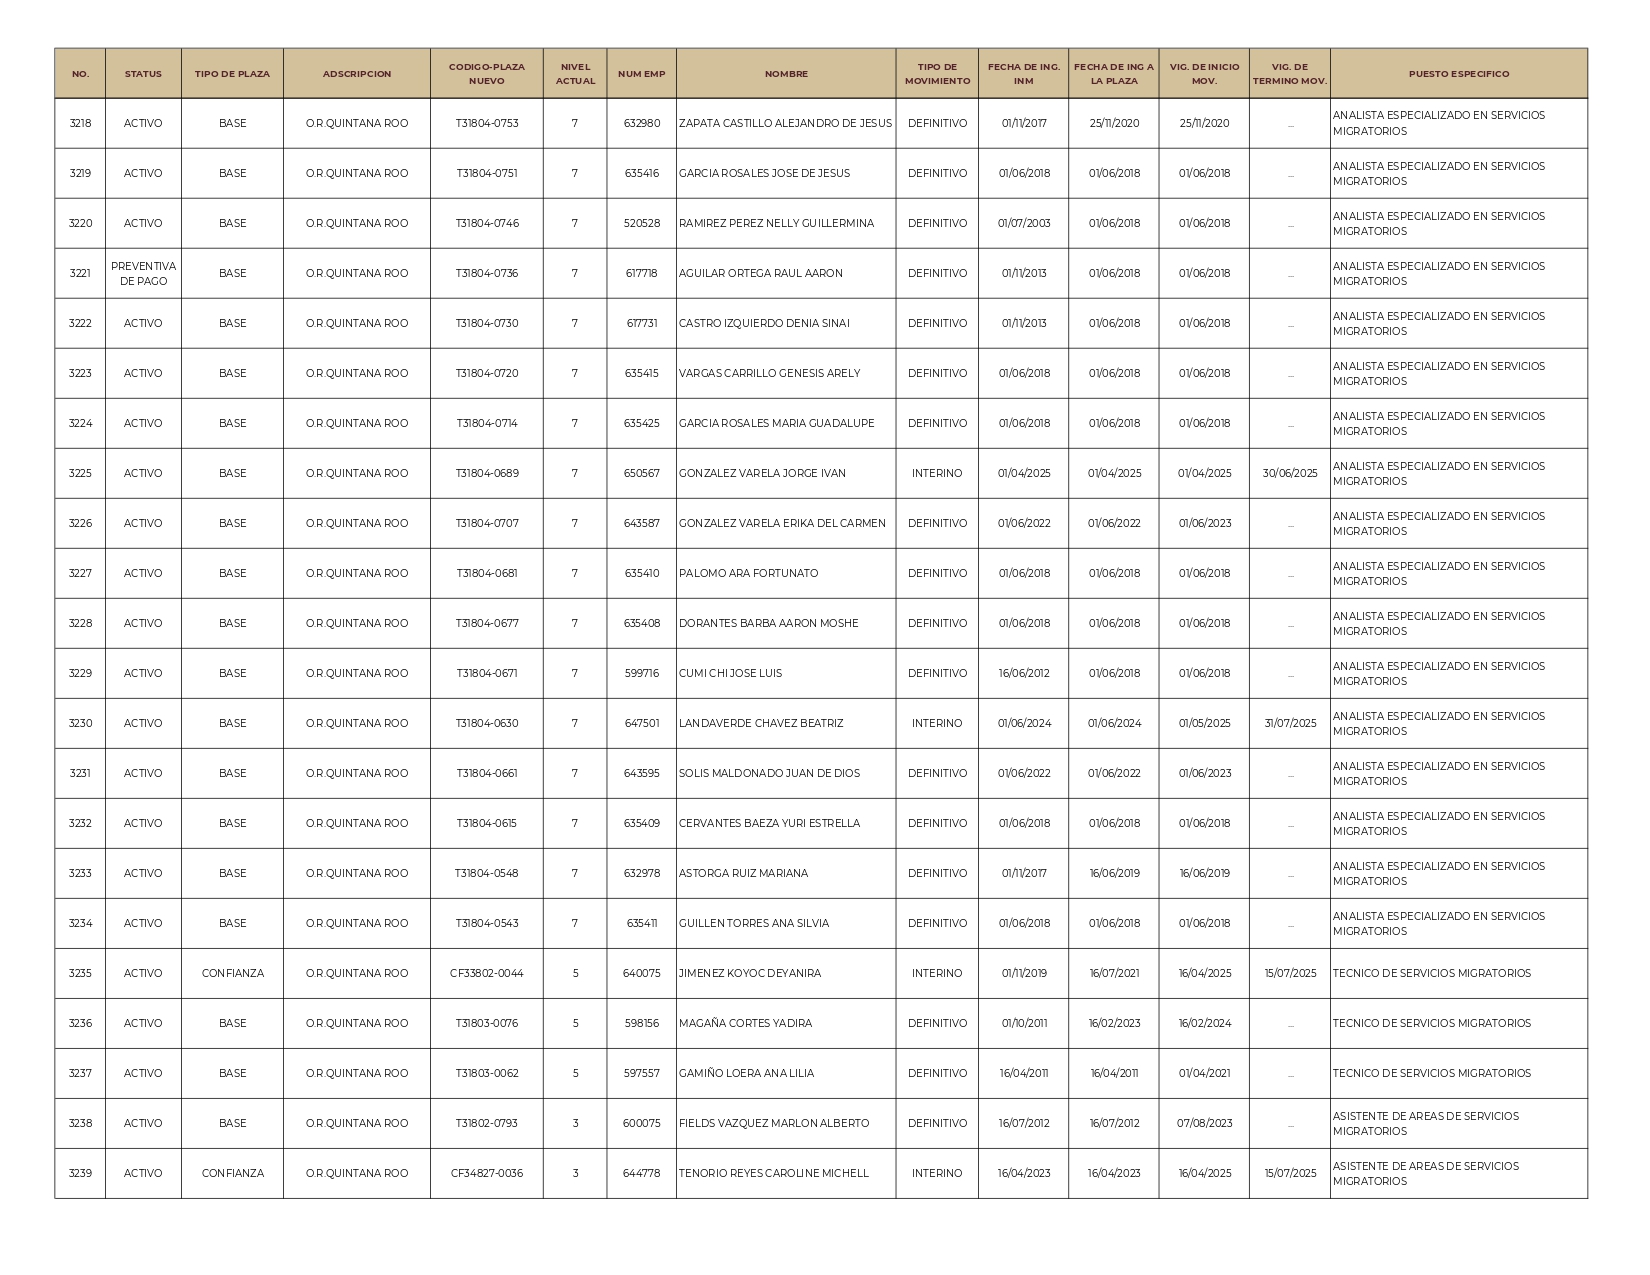 NO. STATUS TIPO DE PLAZA ADSCRIPCION CODIGO-PLAZA NUEVO NIVEL ACTUAL NUM EMP NOMBRE TIPO DE MOVIMIENTO FECHA DE ING. INM FECHA DE ING A LA PLAZA VIG. DE INICIO MOV. VIG. DE TERMINO MOV. PUESTO ESPECIFICO
3218 ACTIVO BASE O.R.QUINTANA ROO T31804-0753 7 632980 ZAPATA CASTILLO ALEJANDRO DE JESUS DEFINITIVO 01/11/2017 25/11/2020 25/11/2020 ... ANALISTA ESPECIALIZADO EN SERVICIOS MIGRATORIOS
3219 ACTIVO BASE O.R.QUINTANA ROO T31804-0751 7 635416 GARCIA ROSALES JOSE DE JESUS DEFINITIVO 01/06/2018 01/06/2018 01/06/2018 ... ANALISTA ESPECIALIZADO EN SERVICIOS MIGRATORIOS
3220 ACTIVO BASE O.R.QUINTANA ROO T31804-0746 7 520528 RAMIREZ PEREZ NELLY GUILLERMINA DEFINITIVO 01/07/2003 01/06/2018 01/06/2018 ... ANALISTA ESPECIALIZADO EN SERVICIOS MIGRATORIOS
3221 PREVENTIVA DE PAGO BASE O.R.QUINTANA ROO T31804-0736 7 617718 AGUILAR ORTEGA RAUL AARON DEFINITIVO 01/11/2013 01/06/2018 01/06/2018 ... ANALISTA ESPECIALIZADO EN SERVICIOS MIGRATORIOS
3222 ACTIVO BASE O.R.QUINTANA ROO T31804-0730 7 617731 CASTRO IZQUIERDO DENIA SINAI DEFINITIVO 01/11/2013 01/06/2018 01/06/2018 ... ANALISTA ESPECIALIZADO EN SERVICIOS MIGRATORIOS
3223 ACTIVO BASE O.R.QUINTANA ROO T31804-0720 7 635415 VARGAS CARRILLO GENESIS ARELY DEFINITIVO 01/06/2018 01/06/2018 01/06/2018 ... ANALISTA ESPECIALIZADO EN SERVICIOS MIGRATORIOS
3224 ACTIVO BASE O.R.QUINTANA ROO T31804-0714 7 635425 GARCIA ROSALES MARIA GUADALUPE DEFINITIVO 01/06/2018 01/06/2018 01/06/2018 ... ANALISTA ESPECIALIZADO EN SERVICIOS MIGRATORIOS
3225 ACTIVO BASE O.R.QUINTANA ROO T31804-0689 7 650567 GONZALEZ VARELA JORGE IVAN INTERINO 01/04/2025 01/04/2025 01/04/2025 30/06/2025 ANALISTA ESPECIALIZADO EN SERVICIOS MIGRATORIOS
3226 ACTIVO BASE O.R.QUINTANA ROO T31804-0707 7 643587 GONZALEZ VARELA ERIKA DEL CARMEN DEFINITIVO 01/06/2022 01/06/2022 01/06/2023 ... ANALISTA ESPECIALIZADO EN SERVICIOS MIGRATORIOS
3227 ACTIVO BASE O.R.QUINTANA ROO T31804-0681 7 635410 PALOMO ARA FORTUNATO DEFINITIVO 01/06/2018 01/06/2018 01/06/2018 ... ANALISTA ESPECIALIZADO EN SERVICIOS MIGRATORIOS
3228 ACTIVO BASE O.R.QUINTANA ROO T31804-0677 7 635408 DORANTES BARBA AARON MOSHE DEFINITIVO 01/06/2018 01/06/2018 01/06/2018 ... ANALISTA ESPECIALIZADO EN SERVICIOS MIGRATORIOS
3229 ACTIVO BASE O.R.QUINTANA ROO T31804-0671 7 599716 CUMI CHI JOSE LUIS DEFINITIVO 16/06/2012 01/06/2018 01/06/2018 ... ANALISTA ESPECIALIZADO EN SERVICIOS MIGRATORIOS
3230 ACTIVO BASE O.R.QUINTANA ROO T31804-0630 7 647501 LANDAVERDE CHAVEZ BEATRIZ INTERINO 01/06/2024 01/06/2024 01/05/2025 31/07/2025 ANALISTA ESPECIALIZADO EN SERVICIOS MIGRATORIOS
3231 ACTIVO BASE O.R.QUINTANA ROO T31804-0661 7 643595 SOLIS MALDONADO JUAN DE DIOS DEFINITIVO 01/06/2022 01/06/2022 01/06/2023 ... ANALISTA ESPECIALIZADO EN SERVICIOS MIGRATORIOS
3232 ACTIVO BASE O.R.QUINTANA ROO T31804-0615 7 635409 CERVANTES BAEZA YURI ESTRELLA DEFINITIVO 01/06/2018 01/06/2018 01/06/2018 ... ANALISTA ESPECIALIZADO EN SERVICIOS MIGRATORIOS
3233 ACTIVO BASE O.R.QUINTANA ROO T31804-0548 7 632978 ASTORGA RUIZ MARIANA DEFINITIVO 01/11/2017 16/06/2019 16/06/2019 ... ANALISTA ESPECIALIZADO EN SERVICIOS MIGRATORIOS
3234 ACTIVO BASE O.R.QUINTANA ROO T31804-0543 7 635411 GUILLEN TORRES ANA SILVIA DEFINITIVO 01/06/2018 01/06/2018 01/06/2018 ... ANALISTA ESPECIALIZADO EN SERVICIOS MIGRATORIOS
3235 ACTIVO CONFIANZA O.R.QUINTANA ROO CF33802-0044 5 640075 JIMENEZ KOYOC DEYANIRA INTERINO 01/11/2019 16/07/2021 16/04/2025 15/07/2025 TECNICO DE SERVICIOS MIGRATORIOS
3236 ACTIVO BASE O.R.QUINTANA ROO T31803-0076 5 598156 MAGAÑA CORTES YADIRA DEFINITIVO 01/10/2011 16/02/2023 16/02/2024 ... TECNICO DE SERVICIOS MIGRATORIOS
3237 ACTIVO BASE O.R.QUINTANA ROO T31803-0062 5 597557 GAMIÑO LOERA ANA LILIA DEFINITIVO 16/04/2011 16/04/2011 01/04/2021 ... TECNICO DE SERVICIOS MIGRATORIOS
3238 ACTIVO BASE O.R.QUINTANA ROO T31802-0793 3 600075 FIELDS VAZQUEZ MARLON ALBERTO DEFINITIVO 16/07/2012 16/07/2012 07/08/2023 ... ASISTENTE DE AREAS DE SERVICIOS MIGRATORIOS
3239 ACTIVO CONFIANZA O.R.QUINTANA ROO CF34827-0036 3 644778 TENORIO REYES CAROLINE MICHELL INTERINO 16/04/2023 16/04/2023 16/04/2025 15/07/2025 ASISTENTE DE AREAS DE SERVICIOS MIGRATORIOS